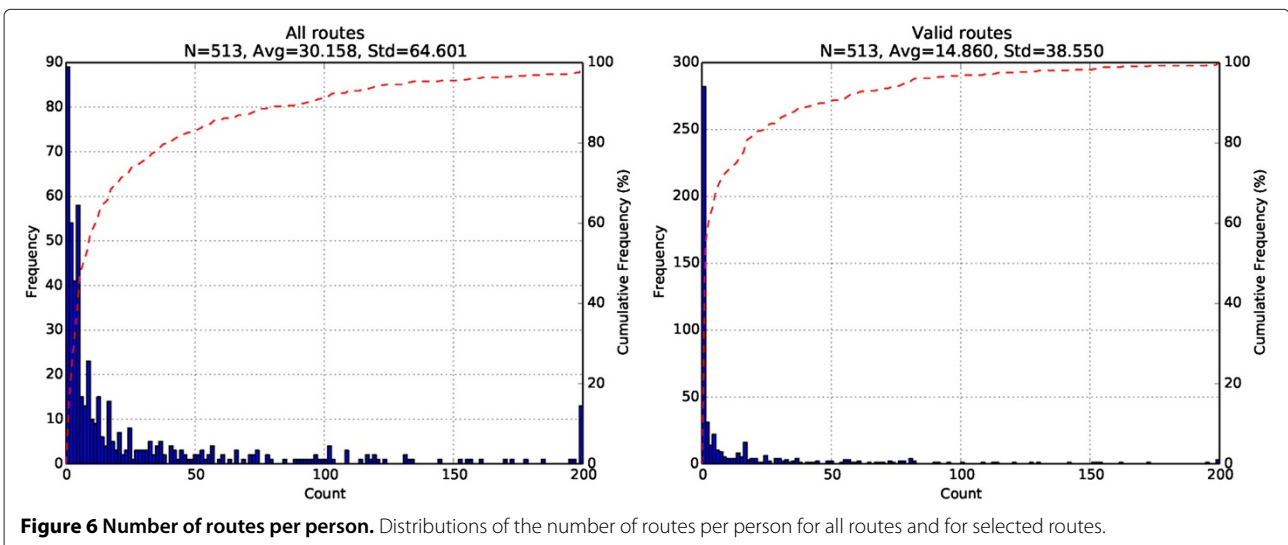 All routes
N=513, Avg=30.158, Std=64.601
90
80
70
60
50
40
30
20
10
0
Frequency
100
80
60
40
20
0
Cumulative Frequency (%)
0 50 100 150 200
Count
Valid routes
N=513, Avg=14.860, Std=38.550
300
250
200
150
100
50
0
Frequency
100
80
60
40
20
0
Cumulative Frequency (%)
0 50 100 150 200
Count
Figure 6 Number of routes per person. Distributions of the number of routes per person for all routes and for selected routes.